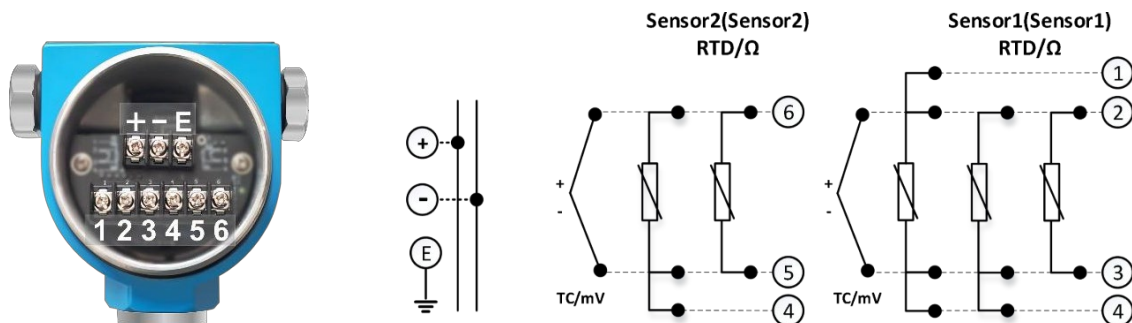 + − E
1 2 3 4 5 6
+
-
E
Sensor2(Sensor2)
RTD/Ω
6
+
-
5
TC/mV
4
Sensor1(Sensor1)
RTD/Ω
1
2
+
-
3
TC/mV
4